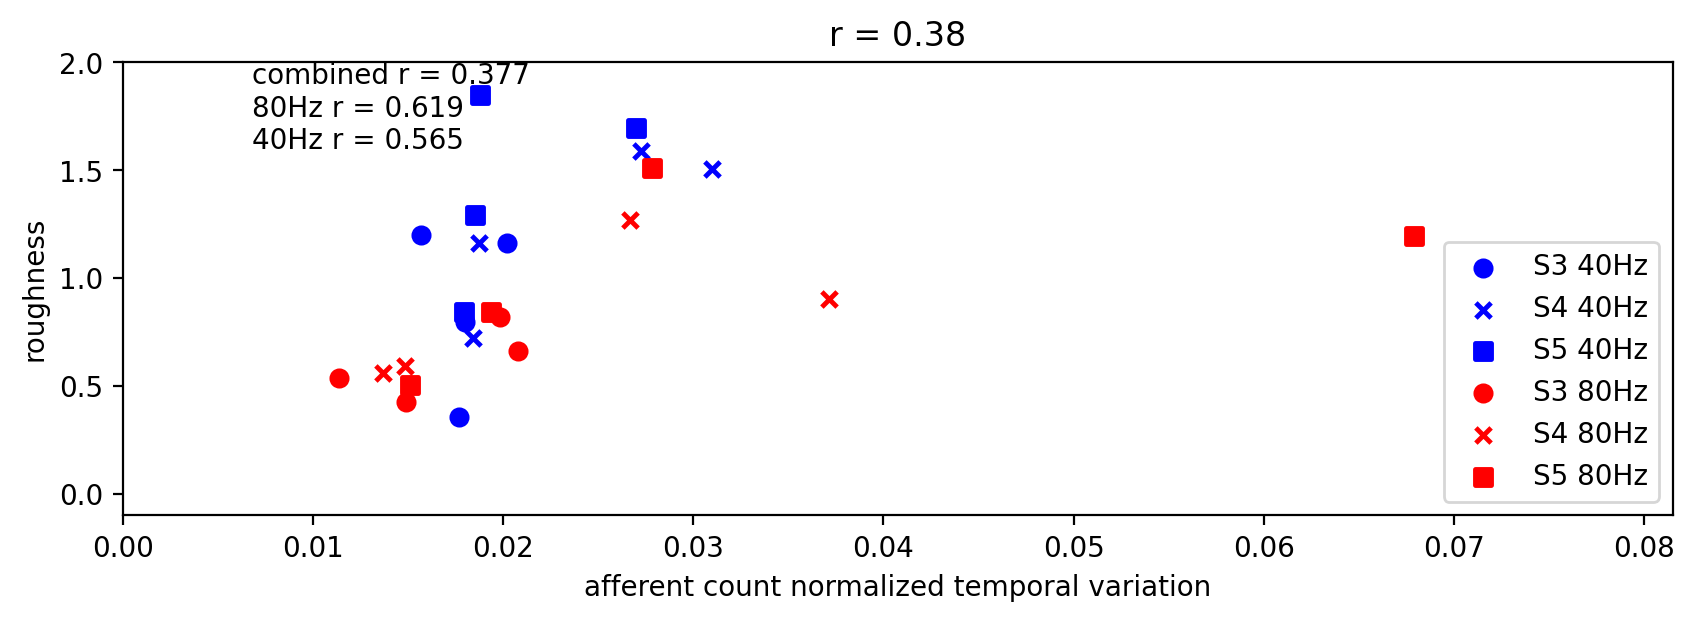 r = 0.38
combined r = 0.377
80Hz r = 0.619
40Hz r = 0.565
2.0
1.5
1.0
0.5
0.0
roughness
S3 40Hz
S4 40Hz
S5 40Hz
S3 80Hz
S4 80Hz
S5 80Hz
0.00 0.01 0.02 0.03 0.04 0.05 0.06 0.07 0.08
afferent count normalized temporal variation